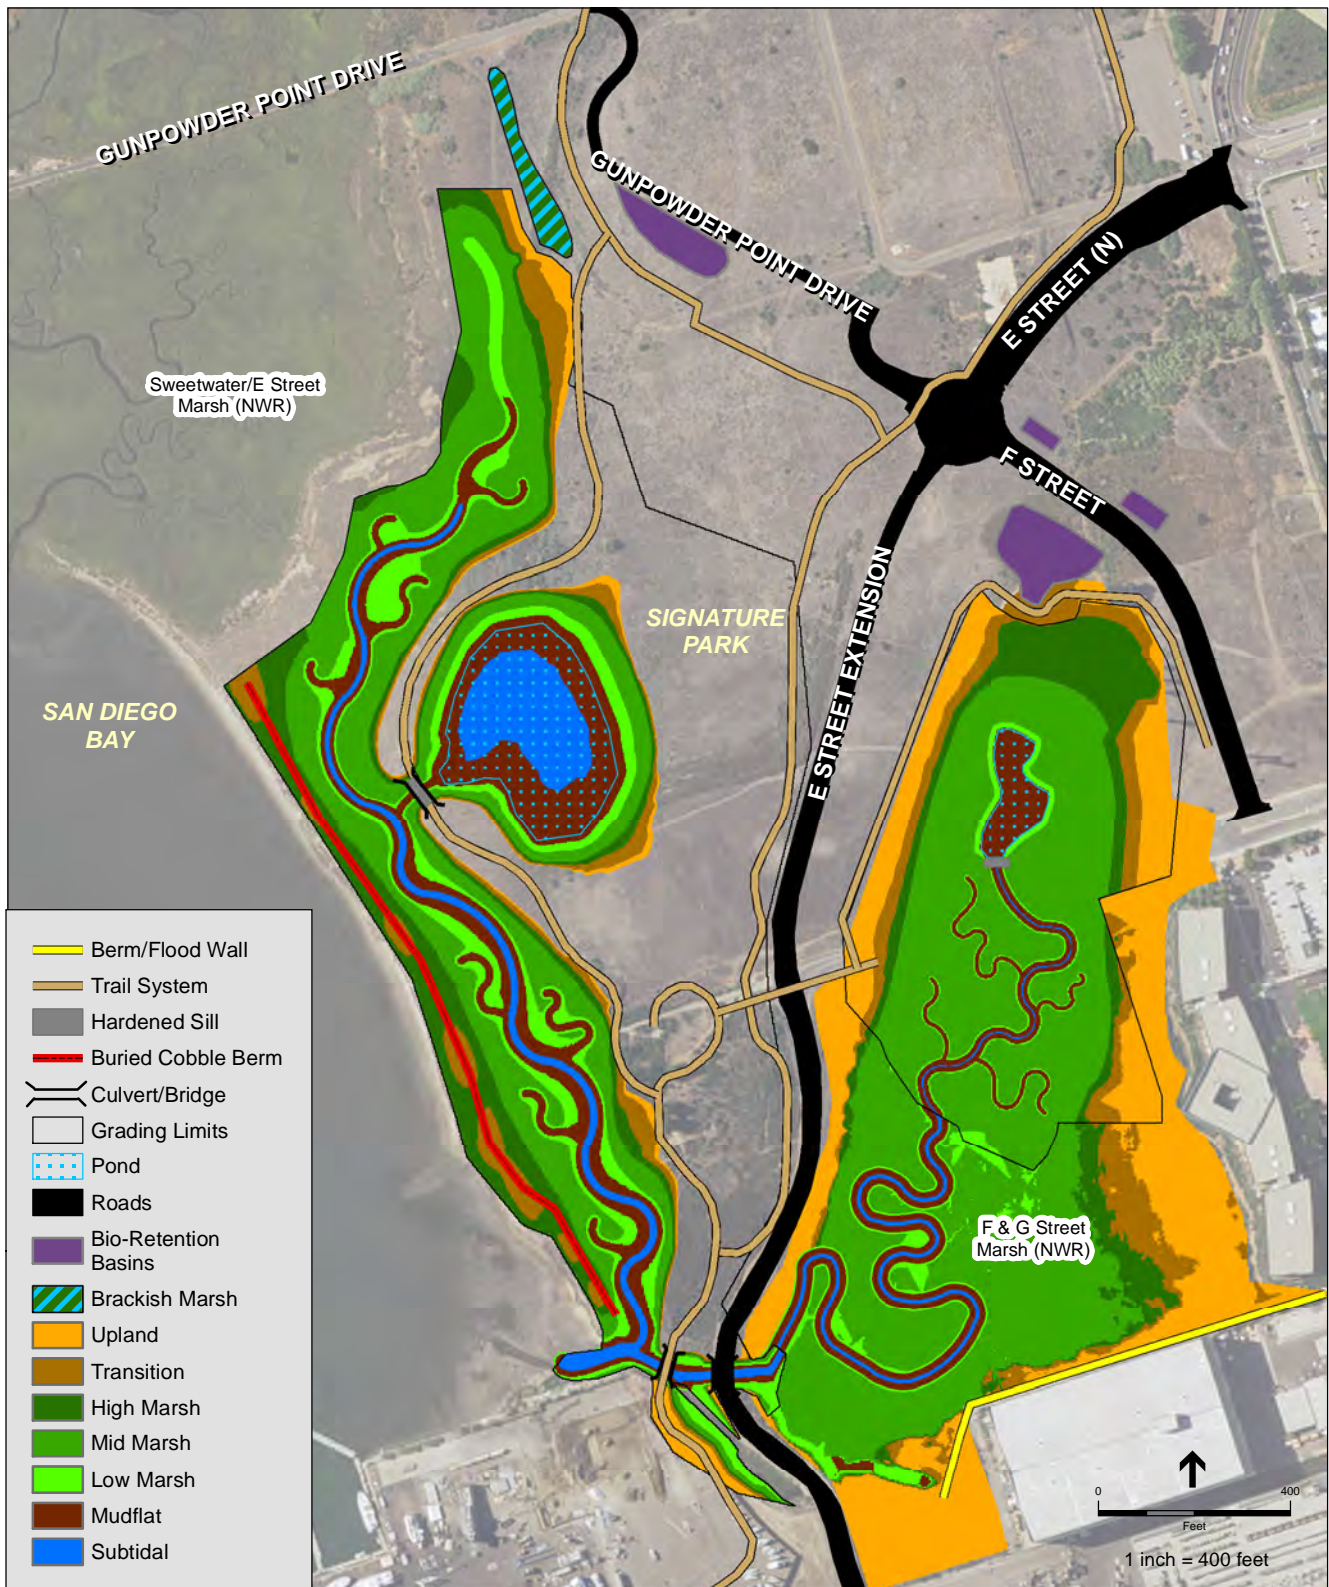 GUNPOWDER POINT DRIVE
GUNPOWDER POINT DRIVE
E STREET (N)
Sweetwater/E Street
Marsh (NWR)
F STREET
SIGNATURE
PARK
E STREET EXTENSION
SAN DIEGO
BAY
F & G Street
Marsh (NWR)
Berm/Flood Wall
Trail System
Hardened Sill
Buried Cobble Berm
Culvert/Bridge
Grading Limits
Pond
Roads
Bio-Retention
Basins
Brackish Marsh
Upland
Transition
High Marsh
Mid Marsh
Low Marsh
Mudflat
Subtidal
0 400
Feet
1 inch = 400 feet